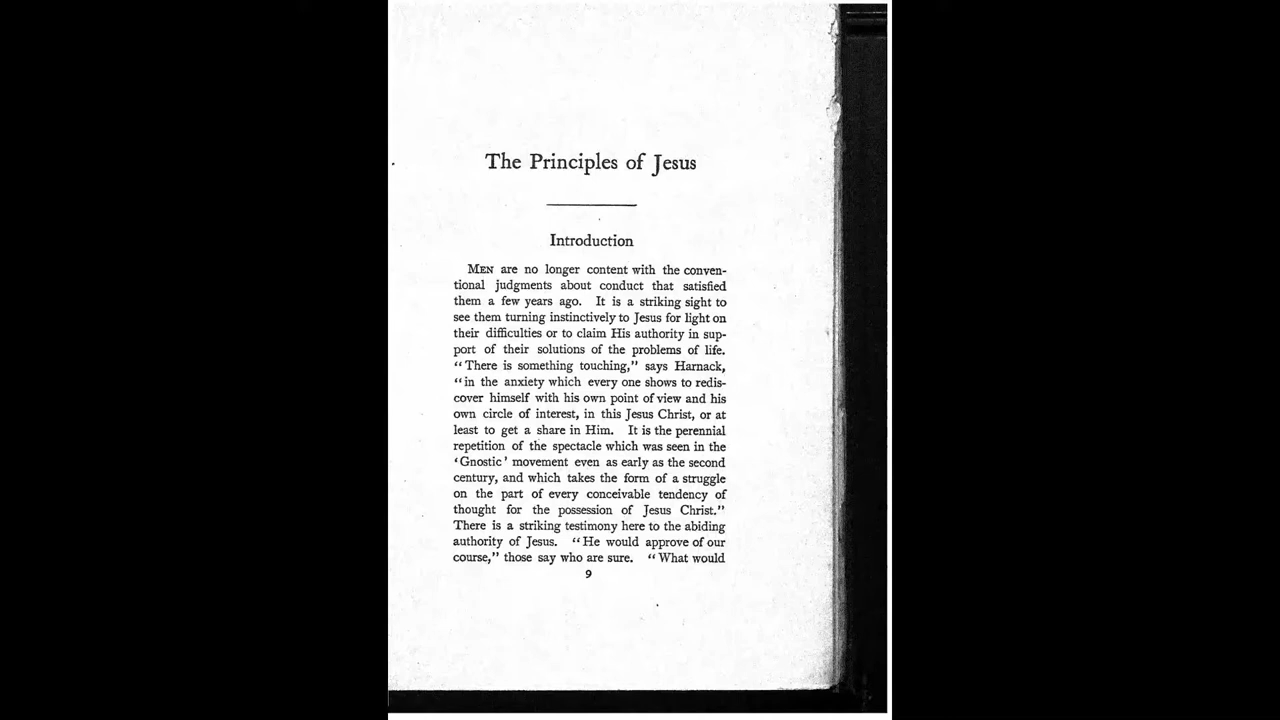 The Principles of Jesus
Introduction
MEN are no longer content with the conven-
tional judgments about conduct that satisfied
them a few years ago. It is a striking sight to
see them turning instinctively to Jesus for light on
their difficulties or to claim His authority in sup-
port of their solutions of the problems of life.
“There is something touching,” says Harnack,
“in the anxiety which every one shows to redis-
cover himself with his own point of view and his
own circle of interest, in this Jesus Christ, or at
least to get a share in Him. It is the perennial
repetition of the spectacle which was seen in the
‘Gnostic’ movement even as early as the second
century, and which takes the form of a struggle
on the part of every conceivable tendency of
thought for the possession of Jesus Christ.”
There is a striking testimony here to the abiding
authority of Jesus. “He would approve of our
course,” those say who are sure. “What would
9